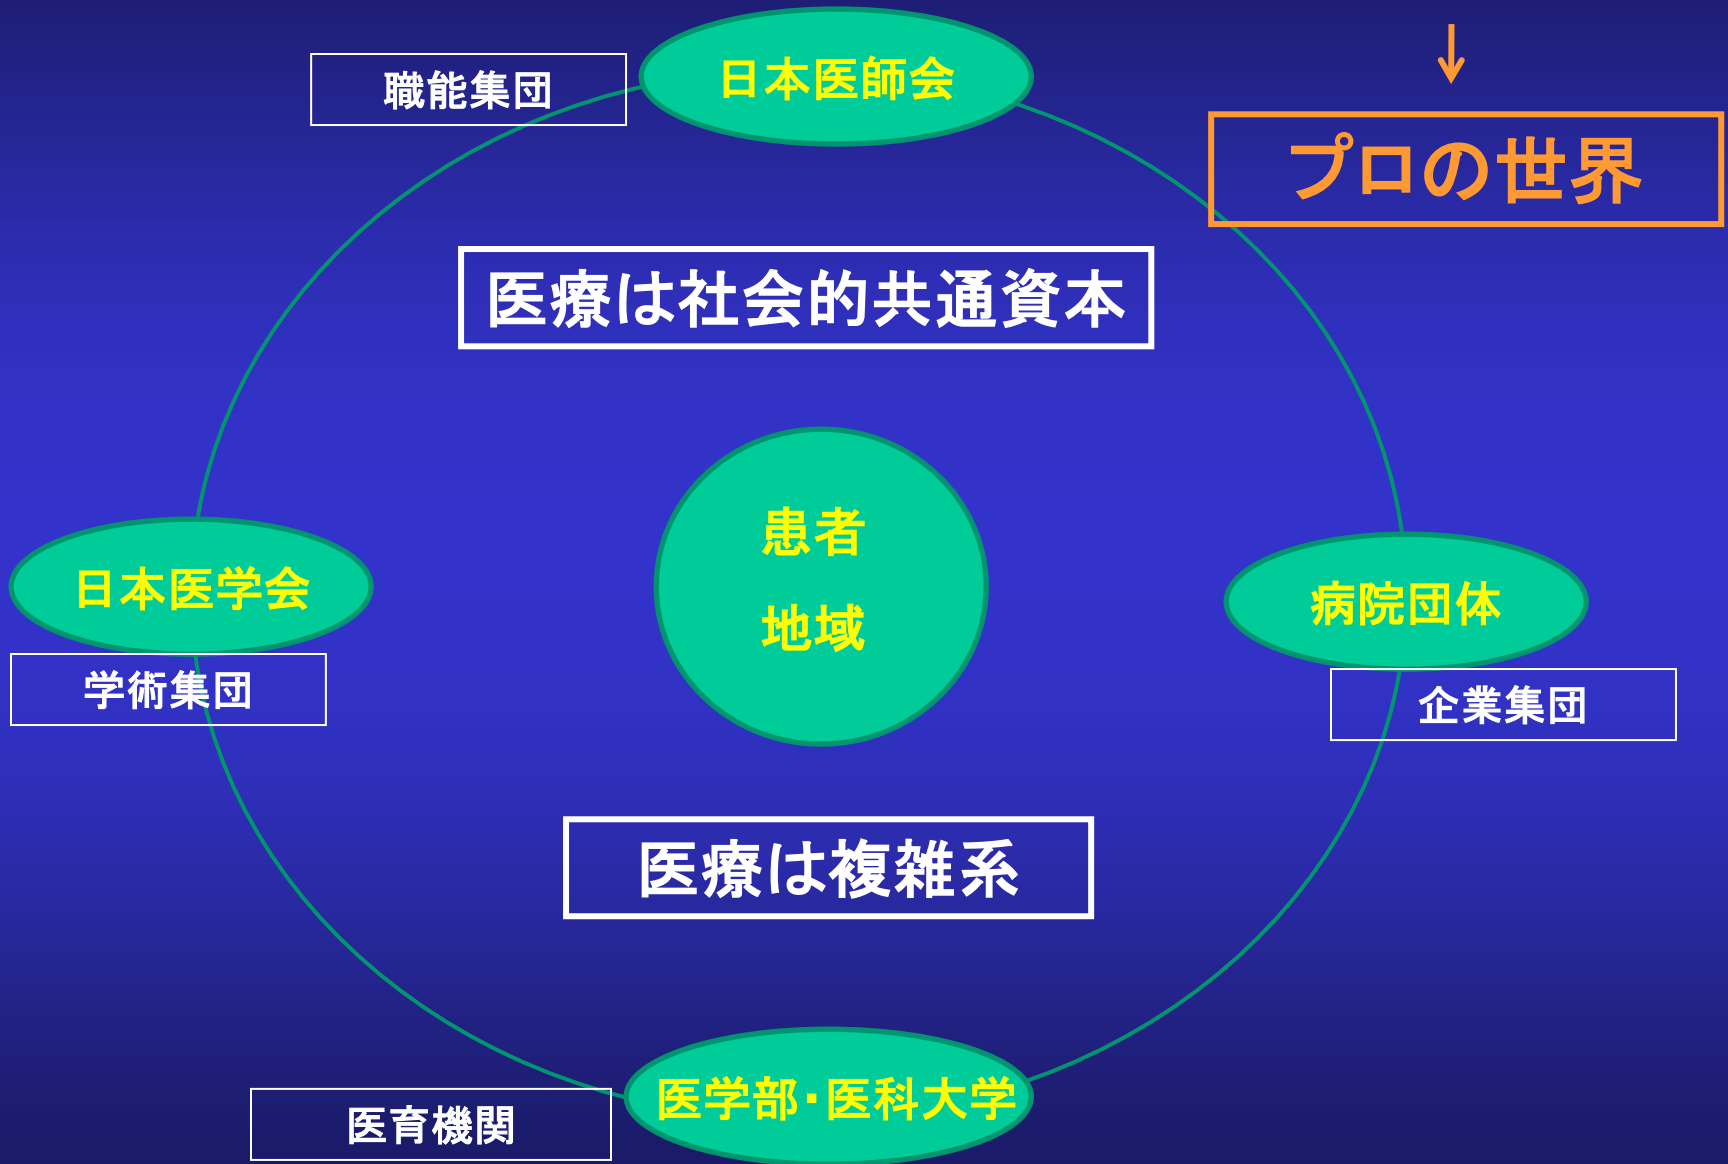 日本医師会
職能集団
プロの世界
医療は社会的共通資本
患者
地域
日本医学会
病院団体
学術集団
企業集団
医療は複雑系
医学部･医科大学
医育機関